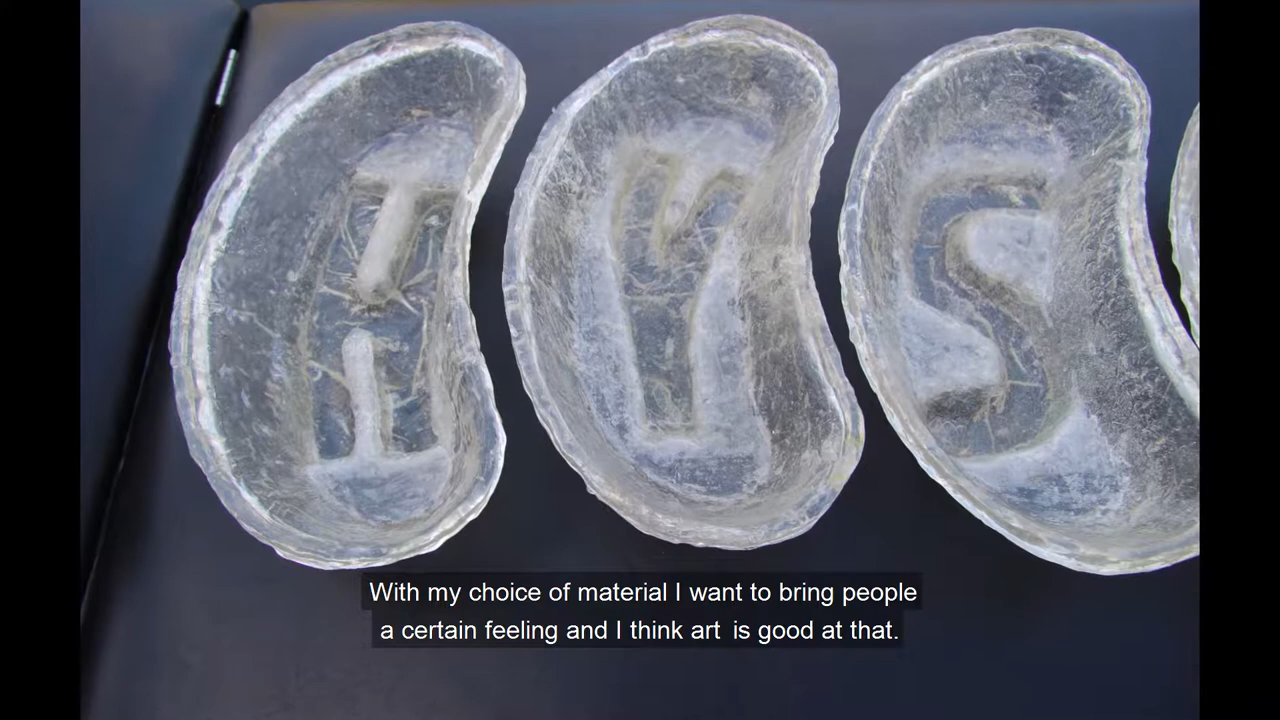 H Y S
With my choice of material I want to bring people
a certain feeling and I think art is good at that.